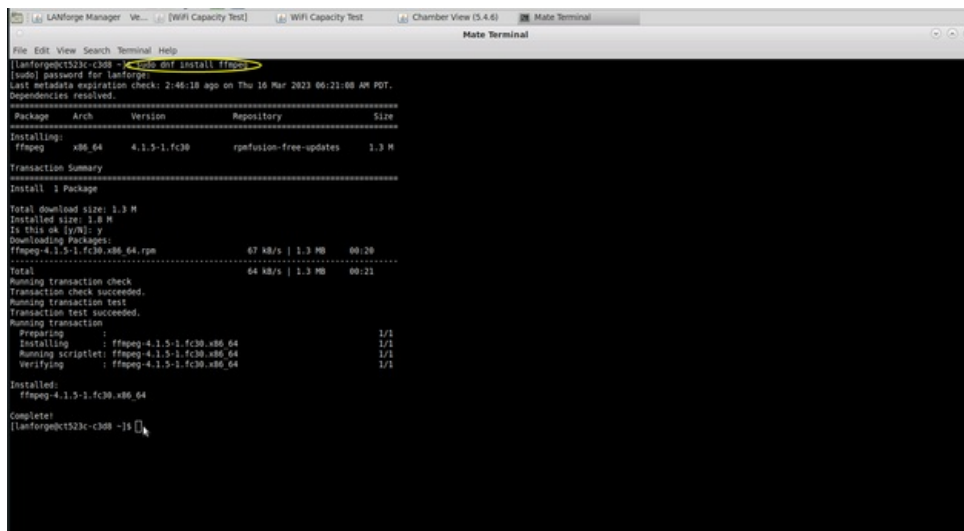 LANforge Manager Ve... [WiFi Capacity Test] WiFi Capacity Test Chamber View (5.4.6) Mate Terminal
Mate Terminal
File Edit View Search Terminal Help
[lanforge@ct523c-c3d8 ~]$ sudo dnf install ffmpeg
[sudo] password for lanforge:
Last metadata expiration check: 2:46:18 ago on Thu 16 Mar 2023 06:21:08 AM PDT.
Dependencies resolved.
================================================================================
Package Arch Version Repository Size
================================================================================
Installing:
ffmpeg x86_64 4.1.5-1.fc30 rpmfusion-free-updates 1.3 M
Transaction Summary
================================================================================
Install 1 Package
Total download size: 1.3 M
Installed size: 1.8 M
Is this ok [y/N]: y
Downloading Packages:
ffmpeg-4.1.5-1.fc30.x86_64.rpm 67 kB/s | 1.3 MB 00:20
--------------------------------------------------------------------------------
Total 64 kB/s | 1.3 MB 00:21
Running transaction check
Transaction check succeeded.
Running transaction test
Transaction test succeeded.
Running transaction
Preparing : 1/1
Installing : ffmpeg-4.1.5-1.fc30.x86_64 1/1
Running scriptlet: ffmpeg-4.1.5-1.fc30.x86_64 1/1
Verifying : ffmpeg-4.1.5-1.fc30.x86_64 1/1
Installed:
ffmpeg-4.1.5-1.fc30.x86_64
Complete!
[lanforge@ct523c-c3d8 ~]$